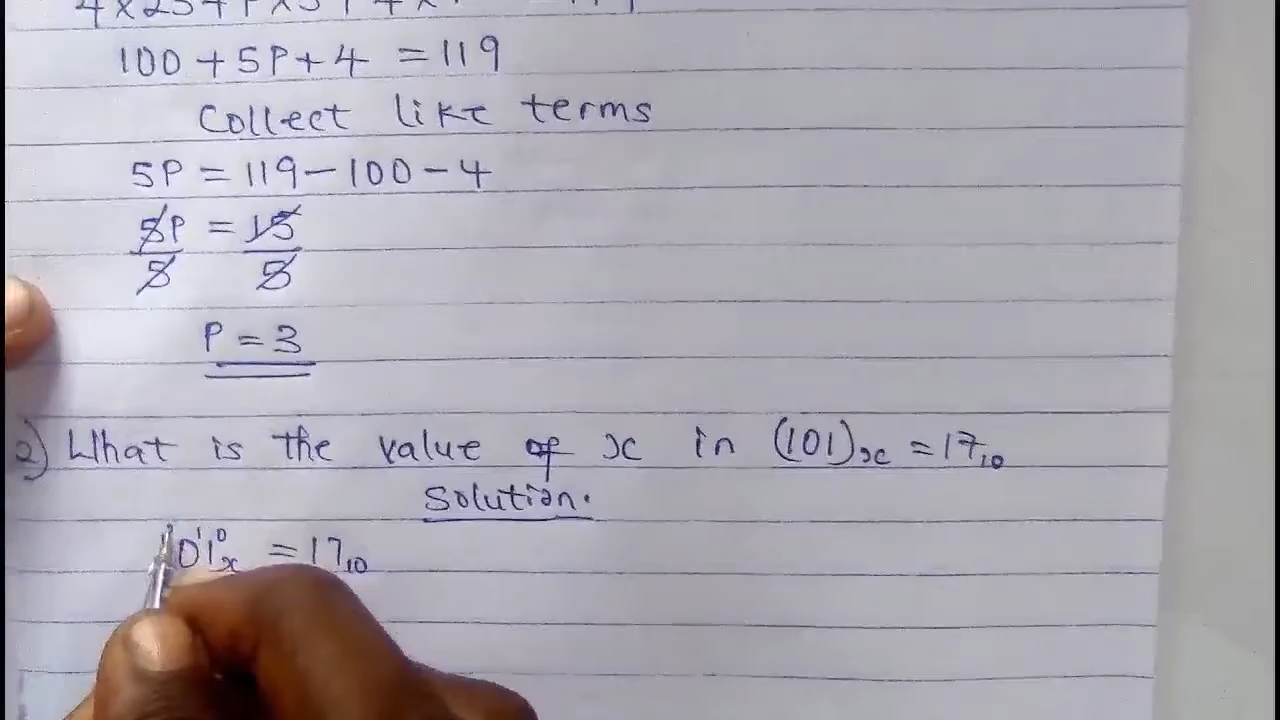 100 + 5P + 4 = 119
Collect like terms
5P = 119 - 100 - 4
5P = 15
5 5
P = 3
2) What is the value of x in (101)x = 17₁₀
Solution.
01¹⁰x = 17₁₀